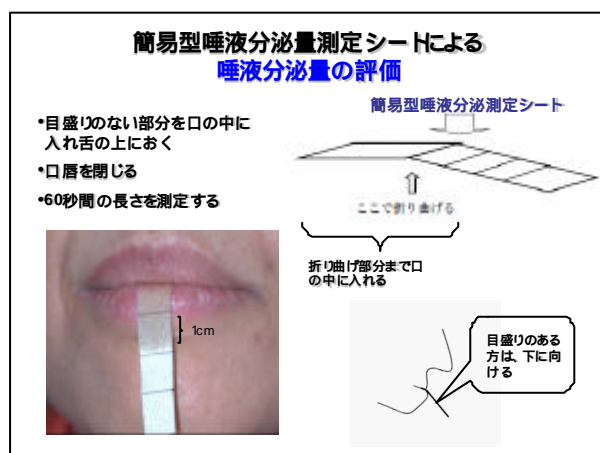 簡易型唾液分泌量測定シートによる
唾液分泌量の評価
•目盛りのない部分を口の中に
入れ舌の上におく
•口唇を閉じる
•60秒間の長さを測定する
簡易型唾液分泌測定シート
ここで折り曲げる
折り曲げ部分まで口
の中に入れる
1cm
目盛りのある
方は、下に向
ける